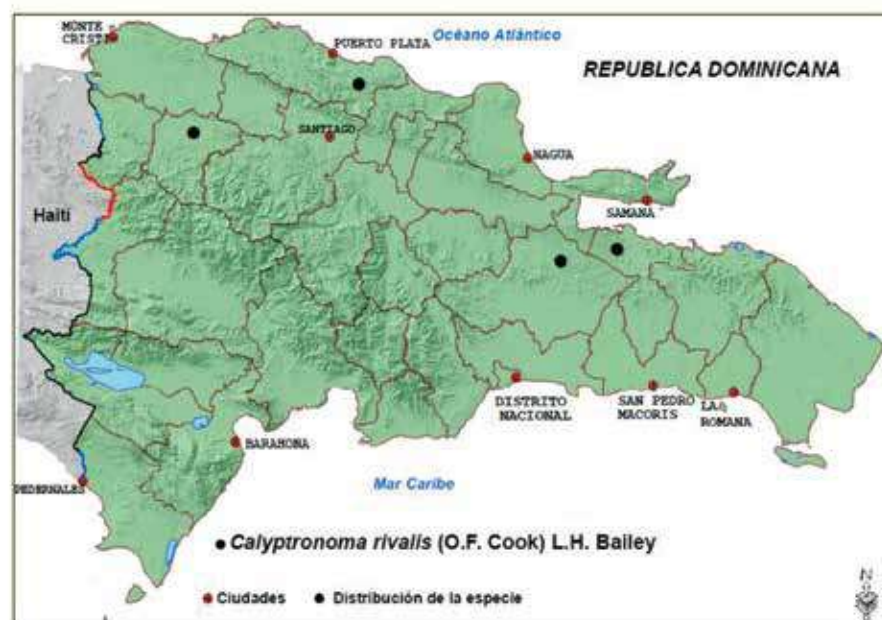 MONTE
CRISTI
PUERTO PLATA
Océano Atlántico
REPUBLICA DOMINICANA
SANTIAGO
NAGUA
Haití
SAMANA
DISTRITO
NACIONAL
SAN PEDRO
MACORIS
LA
ROMANA
BARAHONA
PEDERNALES
Mar Caribe
Calyptronoma rivalis (O.F. Cook) L.H. Bailey
Ciudades
Distribución de la especie
N